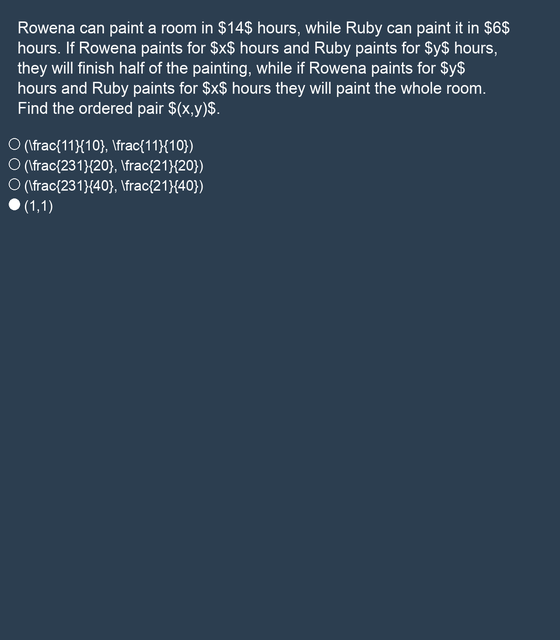 Rowena can paint a room in $14$ hours, while Ruby can paint it in $6$
hours. If Rowena paints for $x$ hours and Ruby paints for $y$ hours,
they will finish half of the painting, while if Rowena paints for $y$
hours and Ruby paints for $x$ hours they will paint the whole room.
Find the ordered pair $(x,y)$.
(\frac{11}{10}, \frac{11}{10})
(\frac{231}{20}, \frac{21}{20})
(\frac{231}{40}, \frac{21}{40})
(1,1)